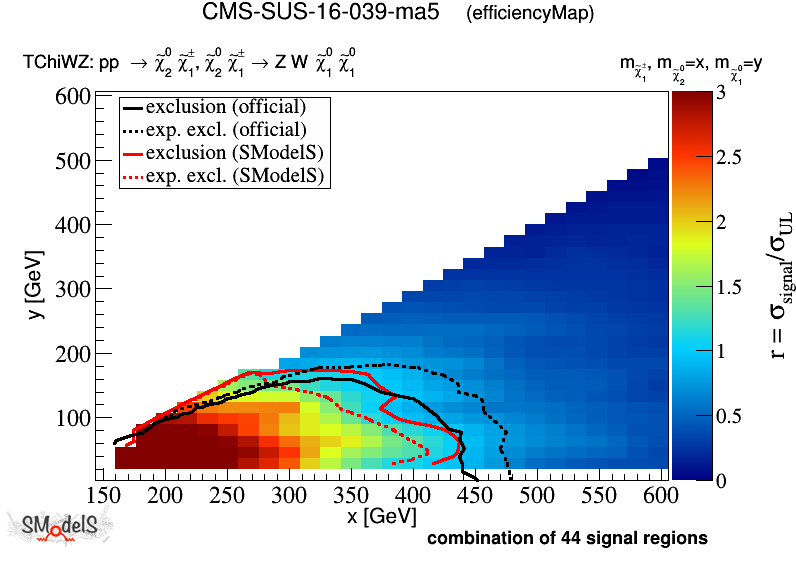 CMS-SUS-16-039-ma5 (efficiencyMap)
TChiWZ: pp → χ̃₂⁰ χ̃₁±, χ̃₂⁰ χ̃₁± → Z W χ̃₁⁰ χ̃₁⁰
m_χ̃₁±, m_χ̃₂⁰=x, m_χ̃₁⁰=y
exclusion (official)
exp. excl. (official)
exclusion (SModelS)
exp. excl. (SModelS)
600
500
400
300
200
100
y [GeV]
150 200 250 300 350 400 450 500 550 600
x [GeV]
3
2.5
2
1.5
1
0.5
0
r = σ_signal/σ_UL
SModelS
combination of 44 signal regions